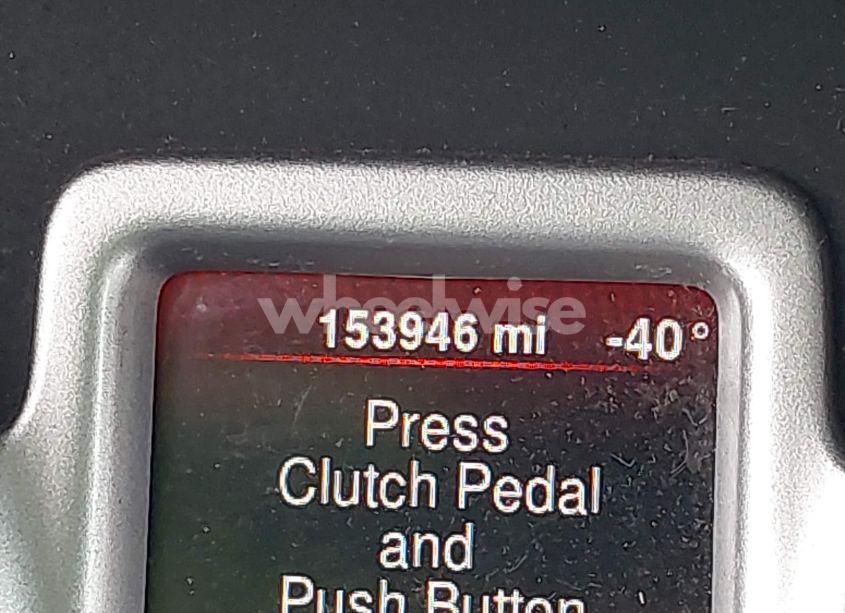 wheelwise
153946 mi -40°
Press
Clutch Pedal
and
Push Button